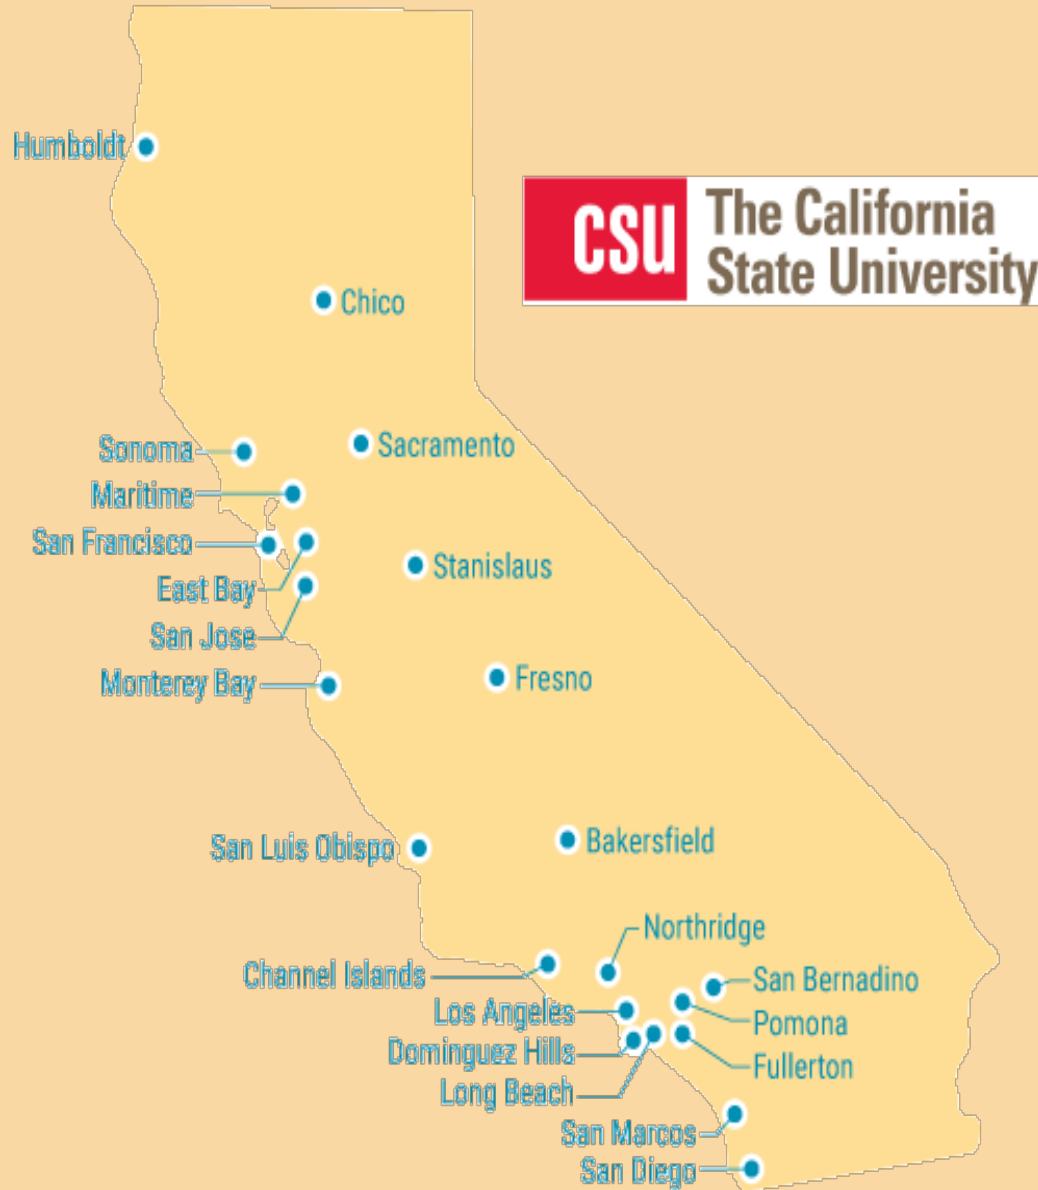 Humboldt
CSU
The California
State University
Chico
Sonoma
Sacramento
Maritime
San Francisco
East Bay
Stanislaus
San Jose
Monterey Bay
Fresno
San Luis Obispo
Bakersfield
Northridge
Channel Islands
San Bernadino
Los Angeles
Pomona
Dominguez Hills
Fullerton
Long Beach
San Marcos
San Diego